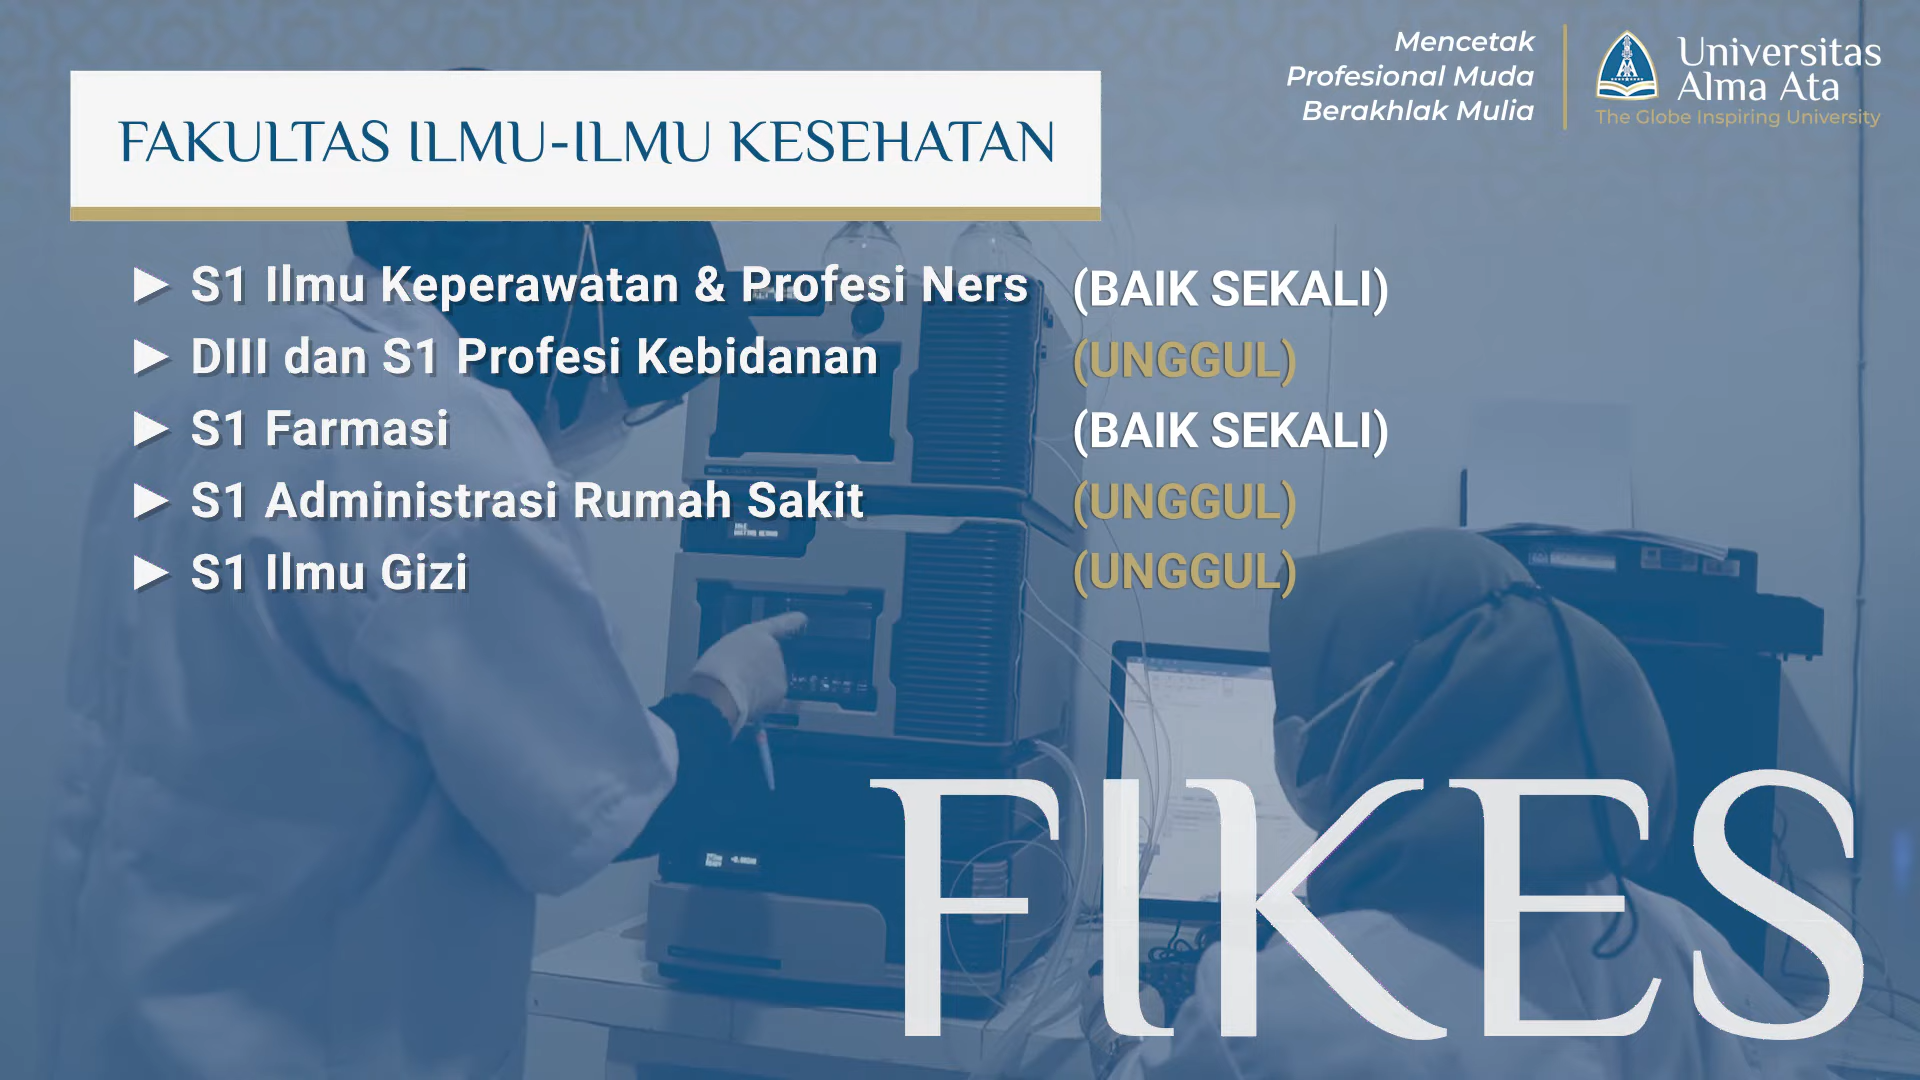 Mencetak
Profesional Muda
Berakhlak Mulia
Universitas
Alma Ata
The Globe Inspiring University
FAKULTAS ILMU-ILMU KESEHATAN
► S1 Ilmu Keperawatan & Profesi Ners (BAIK SEKALI)
► DIII dan S1 Profesi Kebidanan (UNGGUL)
► S1 Farmasi (BAIK SEKALI)
► S1 Administrasi Rumah Sakit (UNGGUL)
► S1 Ilmu Gizi (UNGGUL)
FIKES